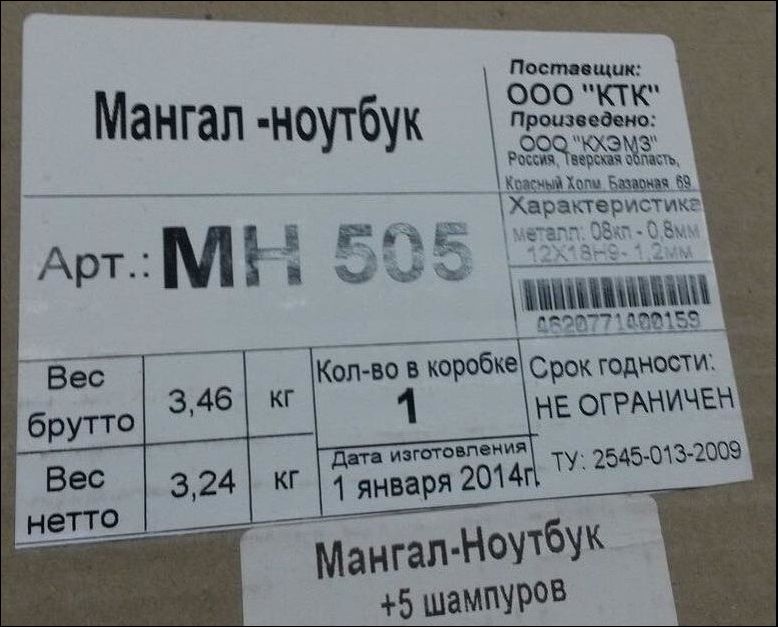 Мангал -ноутбук
Поставщик:
ООО "КТК"
Произведено:
ООО "КХЭМЗ"
Россия, Тверская область,
Красный Холм, Базарная 69
Арт.: МН 505
Характеристика
металл: 08кп - 0,8мм
12Х18Н9- 1,2мм
4620771400159
Вес брутто 3,46 кг
Вес нетто 3,24 кг
Кол-во в коробке
1
Дата изготовления
1 января 2014г.
Срок годности:
НЕ ОГРАНИЧЕН
ТУ: 2545-013-2009
Мангал-Ноутбук
+5 шампуров